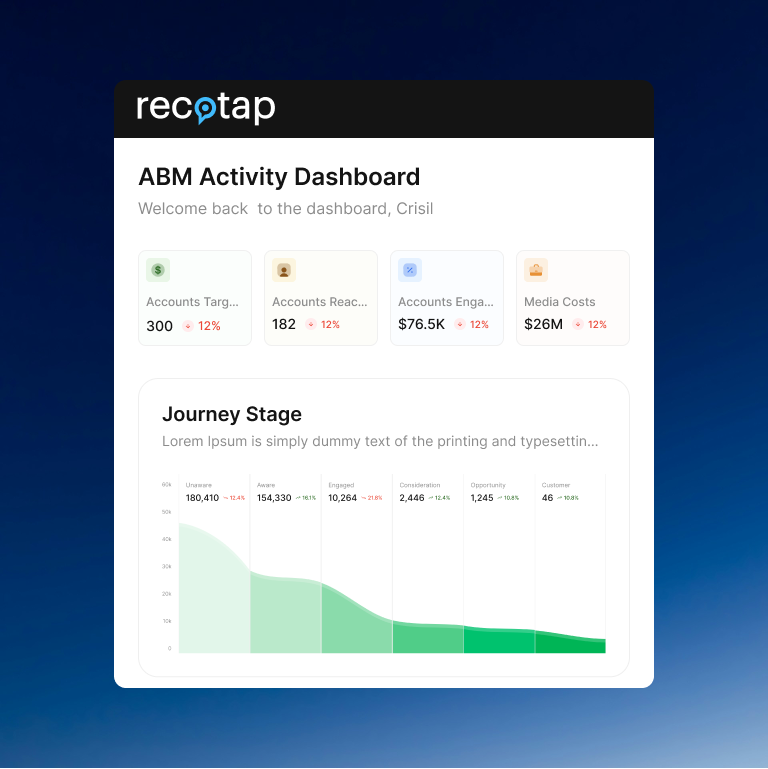 recotap
ABM Activity Dashboard
Welcome back to the dashboard, Crisil
Accounts Targ...
300 12%
Accounts Reac...
182 12%
Accounts Enga...
$76.5K 12%
Media Costs
$26M 12%
Journey Stage
Lorem Ipsum is simply dummy text of the printing and typesettin...
60k
50k
40k
30k
20k
10k
0
Unaware
180,410 12.4%
Aware
154,330 16.1%
Engaged
10,264 21.8%
Consideration
2,446 12.4%
Opportunity
1,245 10.8%
Customer
46 10.8%